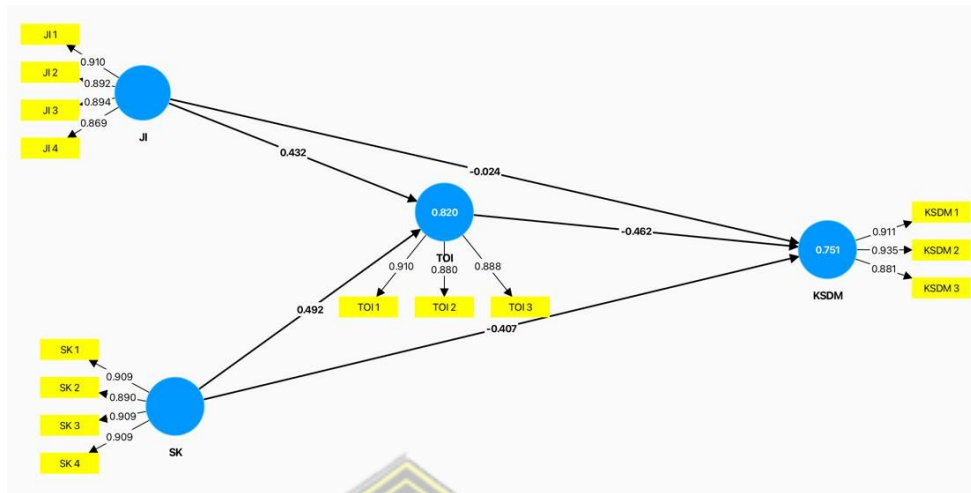 JI 1
0.910
JI 2
0.892
JI 3
0.894
0.869
JI 4
JI
0.432
-0.024
0.820
TOI
-0.462
0.751
KSDM
KSDM 1
0.911
KSDM 2
0.935
KSDM 3
0.881
0.910
0.880
0.888
TOI 1
TOI 2
TOI 3
0.492
-0.407
SK 1
0.909
SK 2
0.890
SK 3
0.909
0.909
SK 4
SK